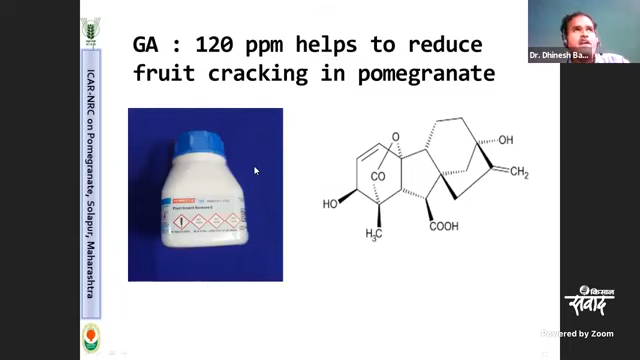 GA : 120 ppm helps to reduce
fruit cracking in pomegranate
Dr. Dhinesh Ba...
ICAR-NRC on Pomegranate, Solapur, Maharashtra
O
OH
CO
CH2
HO
COOH
H3C
किसान
संवाद
Powered by Zoom